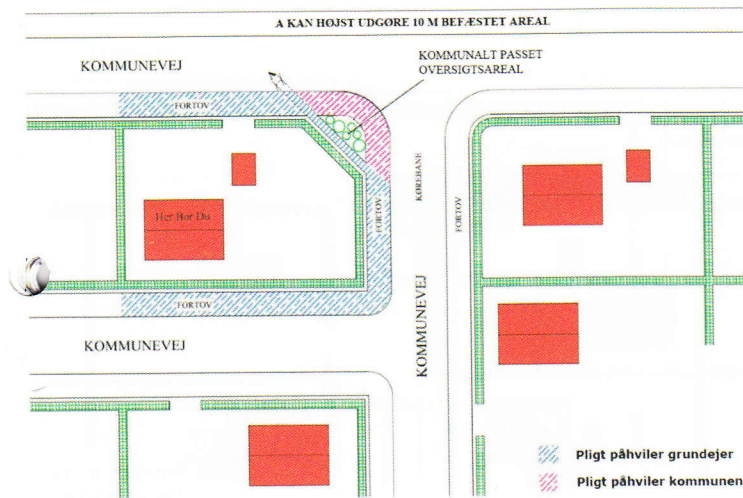 A KAN HØJST UDGØRE 10 M BEFÆSTET AREAL
KOMMUNEVEJ
KOMMUNALT PASSET
OVERSIGTSAREAL
FORTOV
KØREBANE
FORTOV
FORTOV
Her Bor Du
FORTOV
KOMMUNEVEJ
KOMMUNEVEJ
Pligt påhviler grundejer
Pligt påhviler kommunen